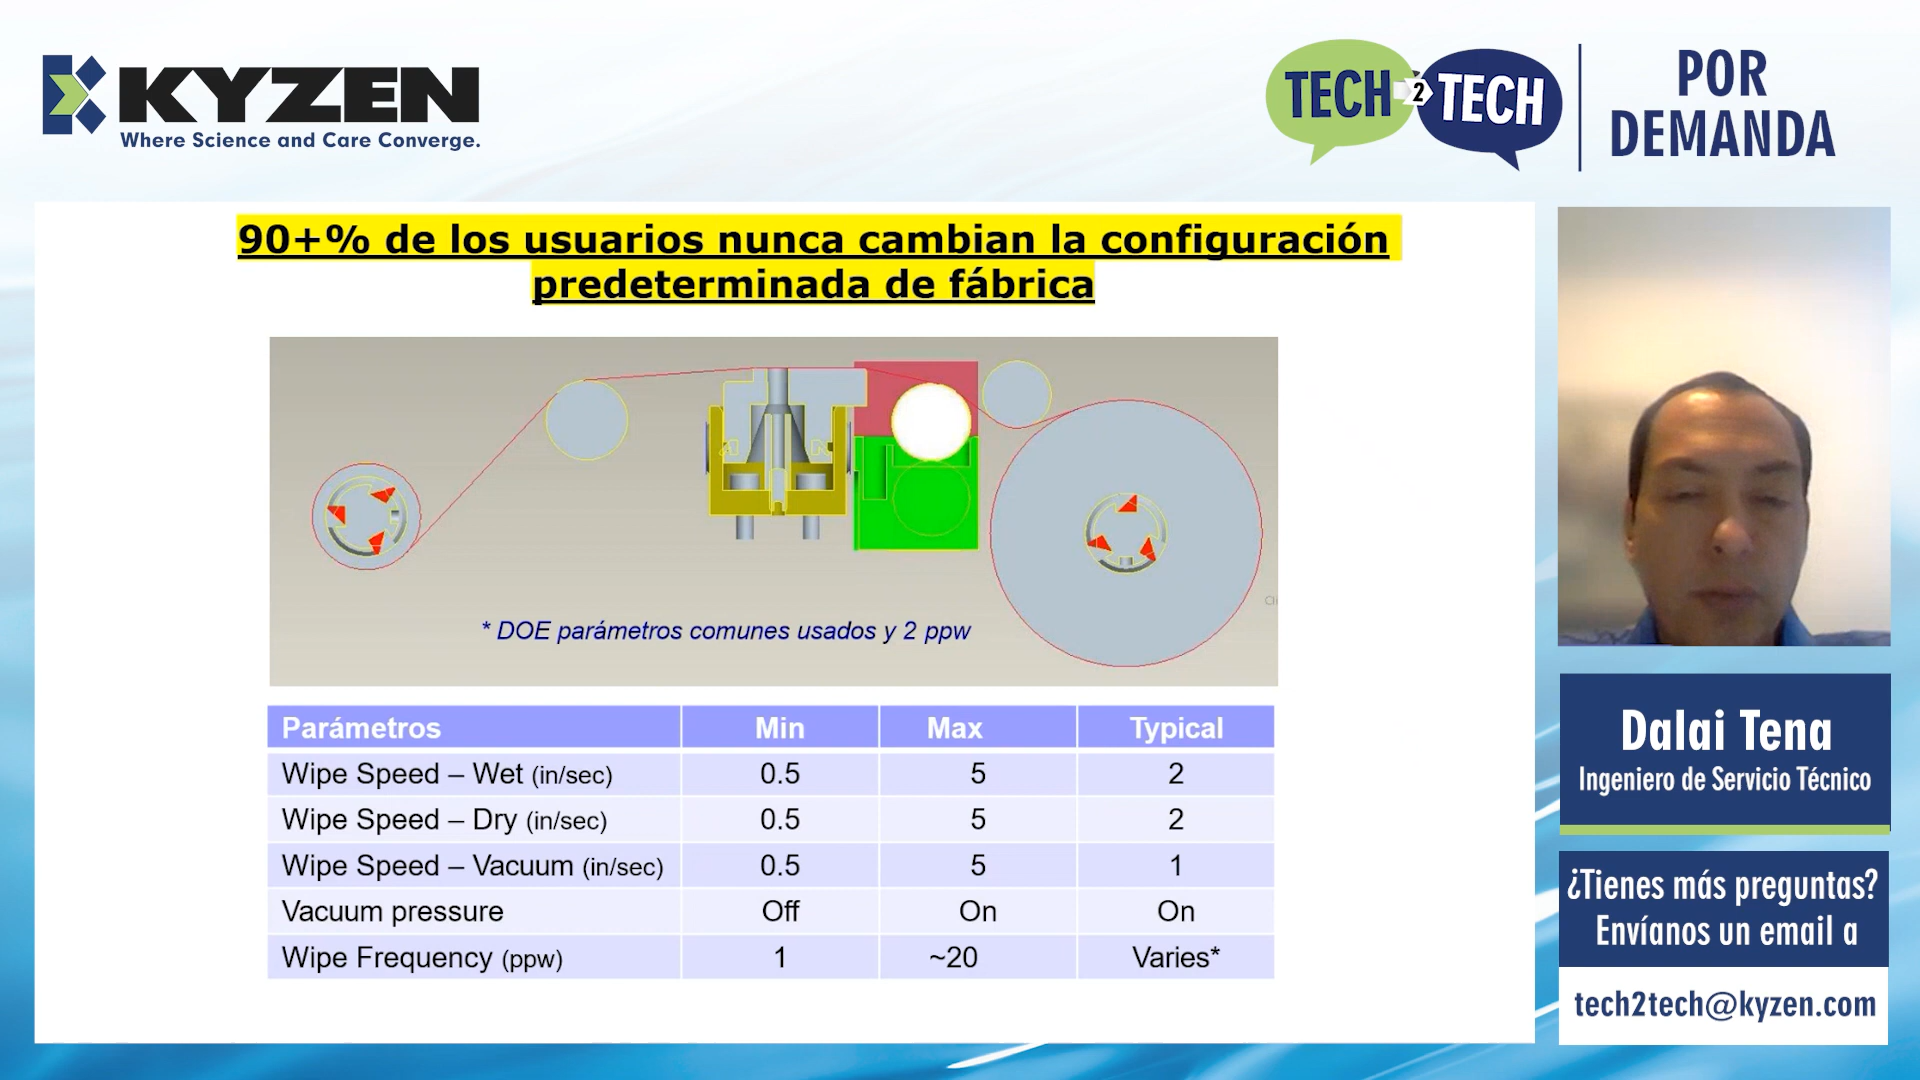 KYZEN
Where Science and Care Converge.
TECH 2 TECH
POR
DEMANDA
90+% de los usuarios nunca cambian la configuración
predeterminada de fábrica
* DOE parámetros comunes usados y 2 ppw
Parámetros Min Max Typical
Wipe Speed – Wet (in/sec) 0.5 5 2
Wipe Speed – Dry (in/sec) 0.5 5 2
Wipe Speed – Vacuum (in/sec) 0.5 5 1
Vacuum pressure Off On On
Wipe Frequency (ppw) 1 ~20 Varies*
Dalai Tena
Ingeniero de Servicio Técnico
¿Tienes más preguntas?
Envíanos un email a
tech2tech@kyzen.com